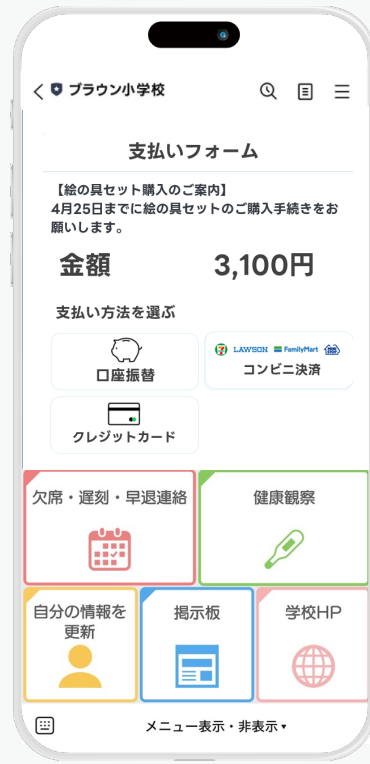 ブラウン小学校
支払いフォーム
【絵の具セット購入のご案内】
4月25日までに絵の具セットのご購入手続きをお
願いします。
金額 3,100円
支払い方法を選ぶ
口座振替
LAWSON FamilyMart
コンビニ決済
クレジットカード
欠席・遅刻・早退連絡
健康観察
自分の情報を
更新
掲示板
学校HP
メニュー表示・非表示▾